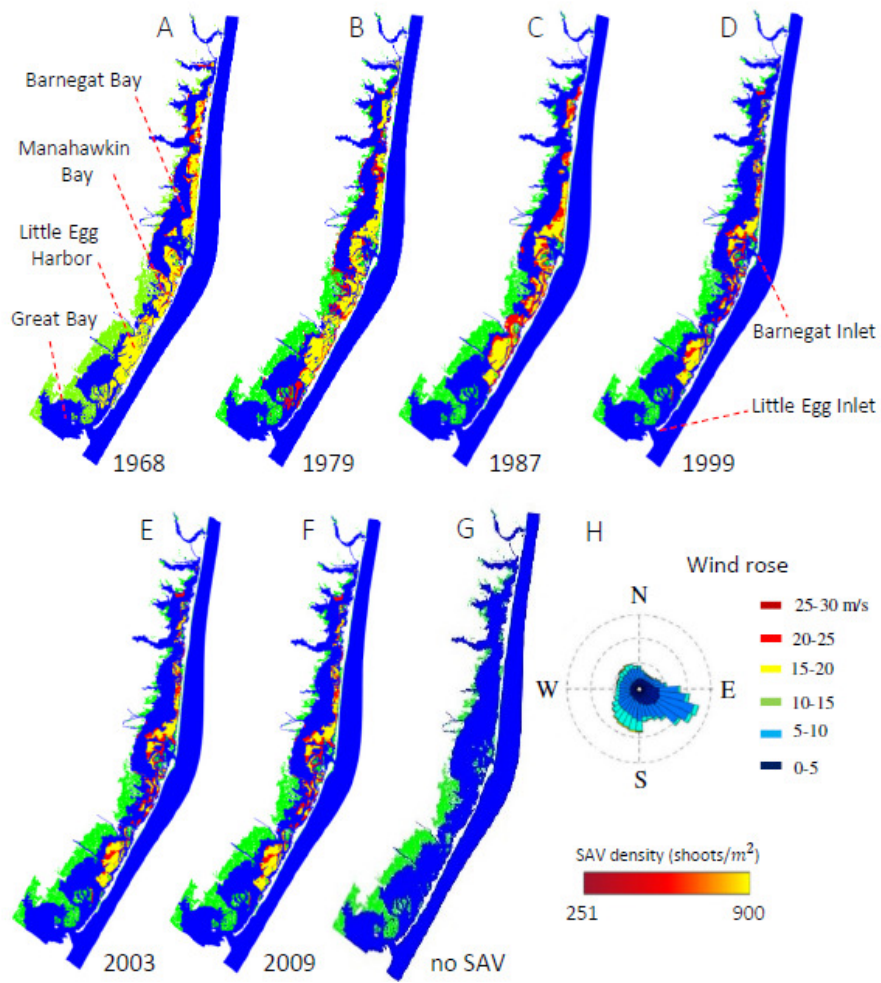 A
B
C
D
Barnegat Bay
Manahawkin
Bay
Little Egg
Harbor
Great Bay
Barnegat Inlet
Little Egg Inlet
1968
1979
1987
1999
E
F
G
H
Wind rose
N
W
E
S
25-30 m/s
20-25
15-20
10-15
5-10
0-5
SAV density (shoots/m²)
251
900
2003
2009
no SAV